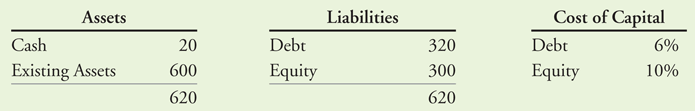 Assets Liabilities Cost of Capital
Cash 20 Debt 320 Debt 6%
Existing Assets 600 Equity 300 Equity 10%
620 620